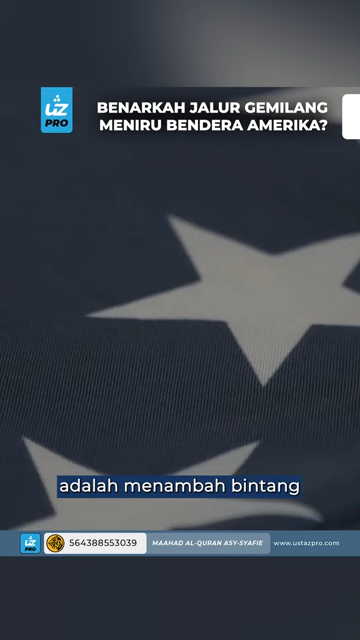 UZ
PRO
BENARKAH JALUR GEMILANG
MENIRU BENDERA AMERIKA?
adalah menambah bintang
UZ
PRO
564388553039
MAAHAD AL-QURAN ASY-SYAFIE
www.ustazpro.com